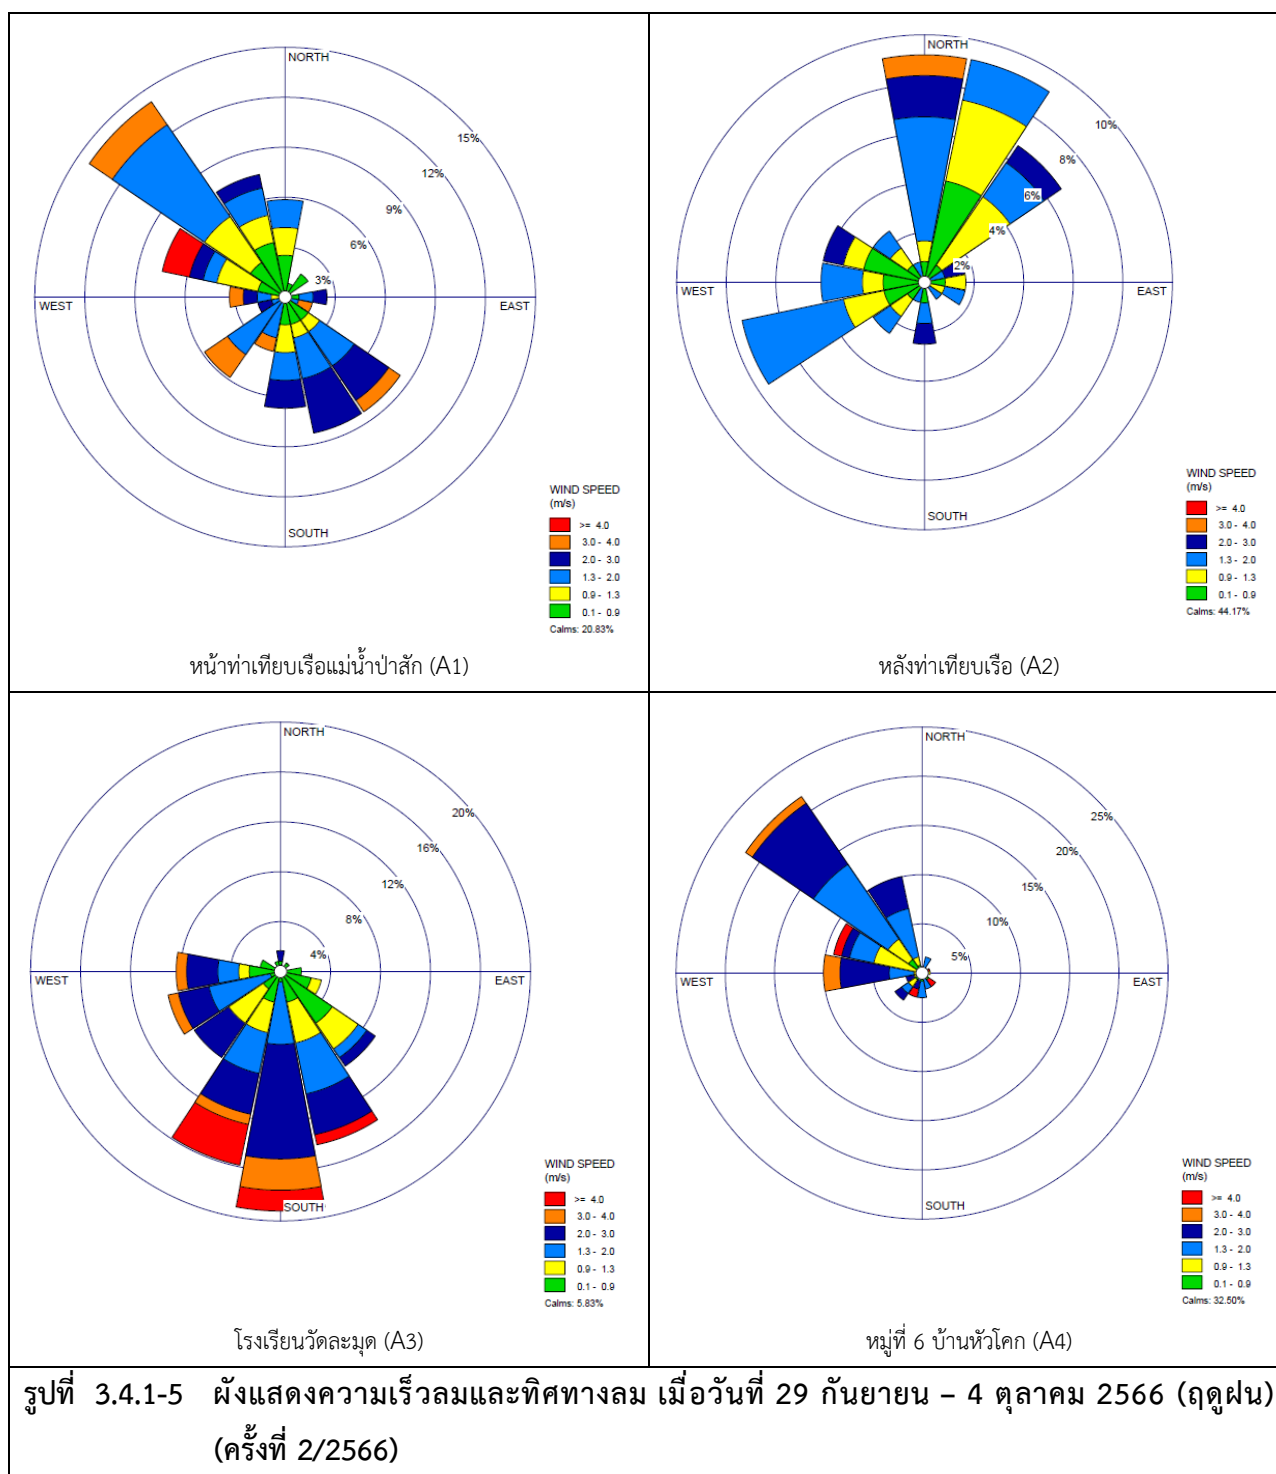 NORTH
15%
12%
9%
6%
3%
WEST
EAST
SOUTH
WIND SPEED
(m/s)
>= 4.0
3.0 - 4.0
2.0 - 3.0
1.3 - 2.0
0.9 - 1.3
0.1 - 0.9
Calms: 20.83%
หน้าท่าเทียบเรือแม่น้ำป่าสัก (A1)
NORTH
10%
8%
6%
4%
2%
WEST
EAST
SOUTH
WIND SPEED
(m/s)
>= 4.0
3.0 - 4.0
2.0 - 3.0
1.3 - 2.0
0.9 - 1.3
0.1 - 0.9
Calms: 44.17%
หลังท่าเทียบเรือ (A2)
NORTH
20%
16%
12%
8%
4%
WEST
EAST
SOUTH
WIND SPEED
(m/s)
>= 4.0
3.0 - 4.0
2.0 - 3.0
1.3 - 2.0
0.9 - 1.3
0.1 - 0.9
Calms: 5.83%
โรงเรียนวัดละมุด (A3)
NORTH
25%
20%
15%
10%
5%
WEST
EAST
SOUTH
WIND SPEED
(m/s)
>= 4.0
3.0 - 4.0
2.0 - 3.0
1.3 - 2.0
0.9 - 1.3
0.1 - 0.9
Calms: 32.50%
หมู่ที่ 6 บ้านหัวโคก (A4)
รูปที่ 3.4.1-5 ผังแสดงความเร็วลมและทิศทางลม เมื่อวันที่ 29 กันยายน – 4 ตุลาคม 2566 (ฤดูฝน)
(ครั้งที่ 2/2566)